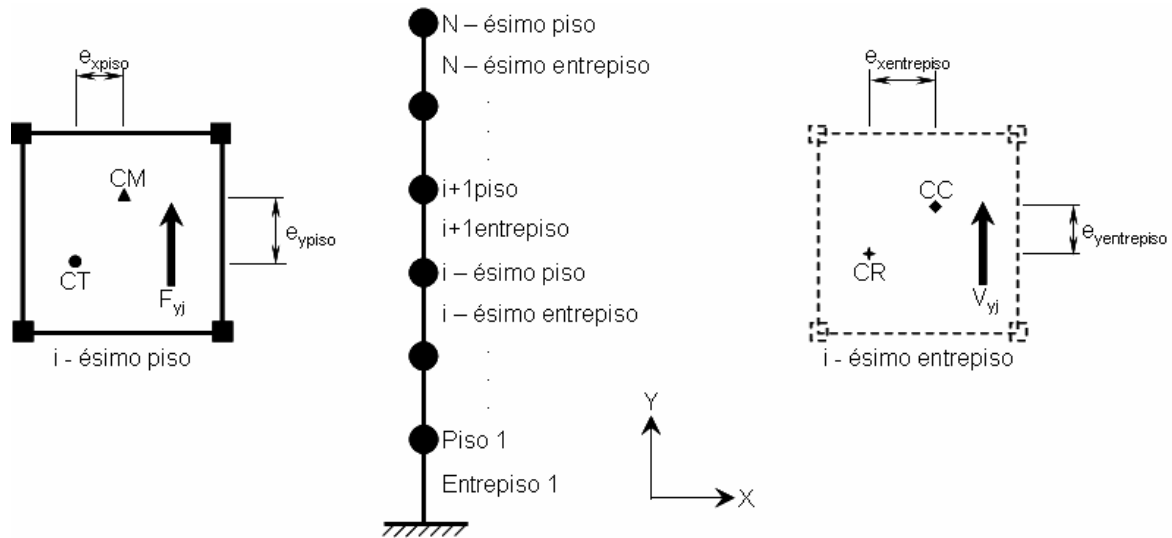 e_xpiso
CM
e_ypiso
CT
F_yj
i - ésimo piso
N – ésimo piso
N – ésimo entrepiso
i+1piso
i+1entrepiso
i – ésimo piso
i – ésimo entrepiso
Piso 1
Entrepiso 1
Y
X
e_xentrepiso
CC
e_yentrepiso
CR
V_yj
i - ésimo entrepiso